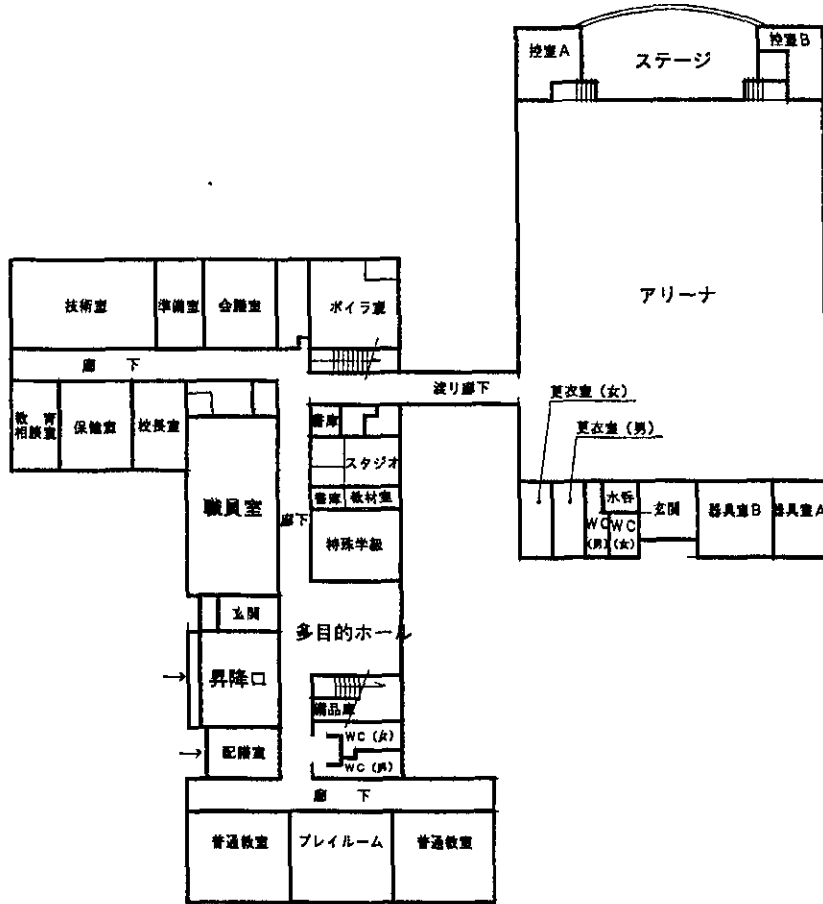 控室A
ステージ
控室B
アリーナ
技術室
準備室
会議室
ボイラ室
廊 下
渡り廊下
更衣室(女)
更衣室(男)
教 育
相談室
保健室
校長室
書庫
スタジオ
書庫
教材室
職員室
廊下
特殊学級
水呑
WC
(男)
WC
(女)
玄関
器具室B
器具室A
玄関
多目的ホール
昇降口
備品庫
WC(女)
配膳室
WC(男)
廊 下
普通教室
プレイルーム
普通教室